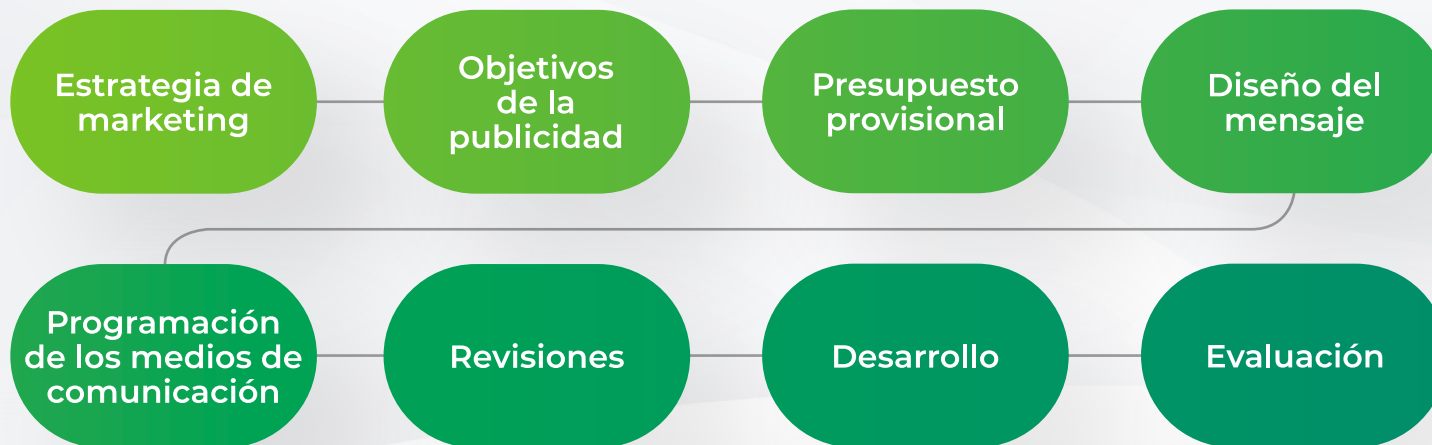 Estrategia de
marketing
Objetivos
de la
publicidad
Presupuesto
provisional
Diseño del
mensaje
Programación
de los medios de
comunicación
Revisiones
Desarrollo
Evaluación